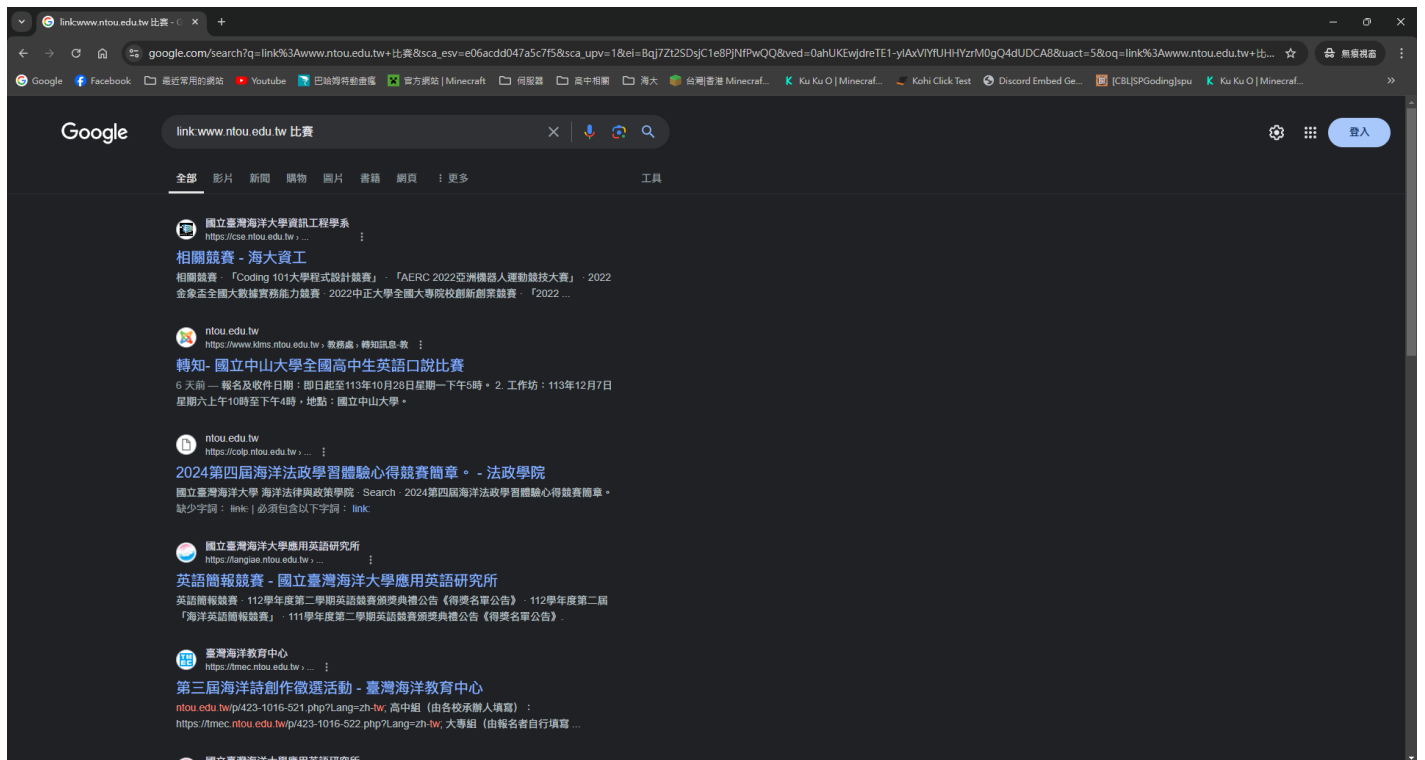 link:www.ntou.edu.tw 比賽 - G
google.com/search?q=link%3Awww.ntou.edu.tw+比賽&sca_esv=e06acdd047a5c7f5&sca_upv=1&ei=Bqj7Zt2SDsjC1e8PjNfPwQQ&ved=0ahUKEwjdreTE1-yIAxVIYfUHHYzrM0gQ4dUDCA8&uact=5&oq=link%3Awww.ntou.edu.tw+比... 無痕視窗
Google Facebook 最近常用的網站 Youtube 巴哈姆特動畫瘋 官方網站 | Minecraft 伺服器 高中相關 海大 台灣香港 Minecraf... Ku Ku O | Minecraf... Kohi Click Test Discord Embed Ge... [CBL|SPGoding]spu Ku Ku O | Minecraf...
Google link:www.ntou.edu.tw 比賽 登入
全部 影片 新聞 購物 圖片 書籍 網頁 ⋮ 更多 工具
國立臺灣海洋大學資訊工程學系
https://cse.ntou.edu.tw › ...
相關競賽 - 海大資工
相關競賽 · 「Coding 101大學程式設計競賽」 · 「AERC 2022亞洲機器人運動競技大賽」 · 2022
金象盃全國大數據實務能力競賽 · 2022中正大學全國大專院校創新創業競賽 · 「2022 ...
ntou.edu.tw
https://www.klms.ntou.edu.tw › 教務處 › 轉知訊息-教
轉知- 國立中山大學全國高中生英語口說比賽
6 天前 — 報名及收件日期：即日起至113年10月28日星期一下午5時。 2. 工作坊：113年12月7日
星期六上午10時至下午4時，地點：國立中山大學。
ntou.edu.tw
https://colp.ntou.edu.tw › ...
2024第四屆海洋法政學習體驗心得競賽簡章。 - 法政學院
國立臺灣海洋大學 海洋法律與政策學院 · Search · 2024第四屆海洋法政學習體驗心得競賽簡章。
缺少字詞： link: | 必須包含以下字詞： link:
國立臺灣海洋大學應用英語研究所
https://langiae.ntou.edu.tw › ...
英語簡報競賽 - 國立臺灣海洋大學應用英語研究所
英語簡報競賽 · 112學年度第二學期英語競賽頒獎典禮公告《得獎名單公告》 · 112學年度第二屆
「海洋英語簡報競賽」 · 111學年度第二學期英語競賽頒獎典禮公告《得獎名單公告》.
臺灣海洋教育中心
https://tmec.ntou.edu.tw › ...
第三屆海洋詩創作徵選活動 - 臺灣海洋教育中心
ntou.edu.tw/p/423-1016-521.php?Lang=zh-tw; 高中組（由各校承辦人填寫）：
https://tmec.ntou.edu.tw/p/423-1016-522.php?Lang=zh-tw; 大專組（由報名者自行填寫 ...
國立臺灣海洋大學應用英語研究所